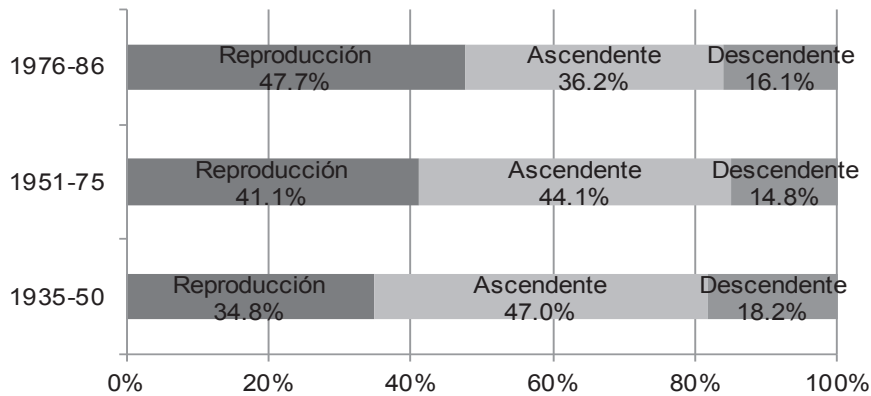 Reproducción Ascendente Descendente
1976-86 47.7% 36.2% 16.1%
Reproducción Ascendente Descendente
1951-75 41.1% 44.1% 14.8%
Reproducción Ascendente Descendente
1935-50 34.8% 47.0% 18.2%
0% 20% 40% 60% 80% 100%